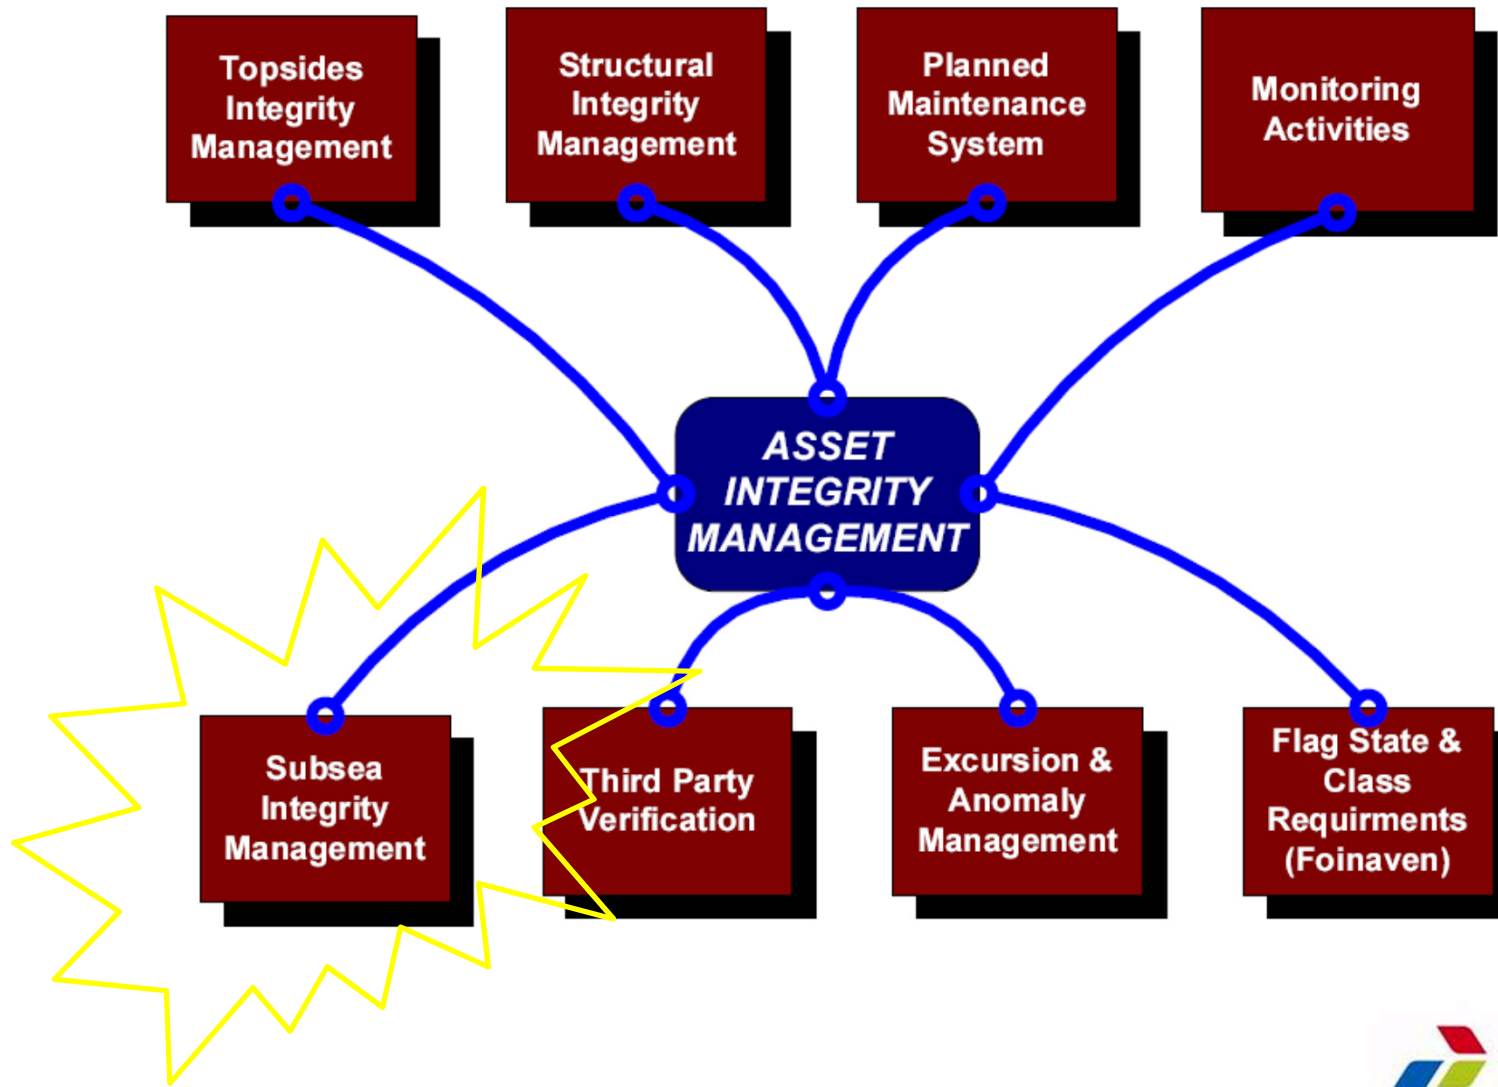 Topsides
Integrity
Management
Structural
Integrity
Management
Planned
Maintenance
System
Monitoring
Activities
ASSET
INTEGRITY
MANAGEMENT
Subsea
Integrity
Management
Third Party
Verification
Excursion &
Anomaly
Management
Flag State &
Class
Requirments
(Foinaven)